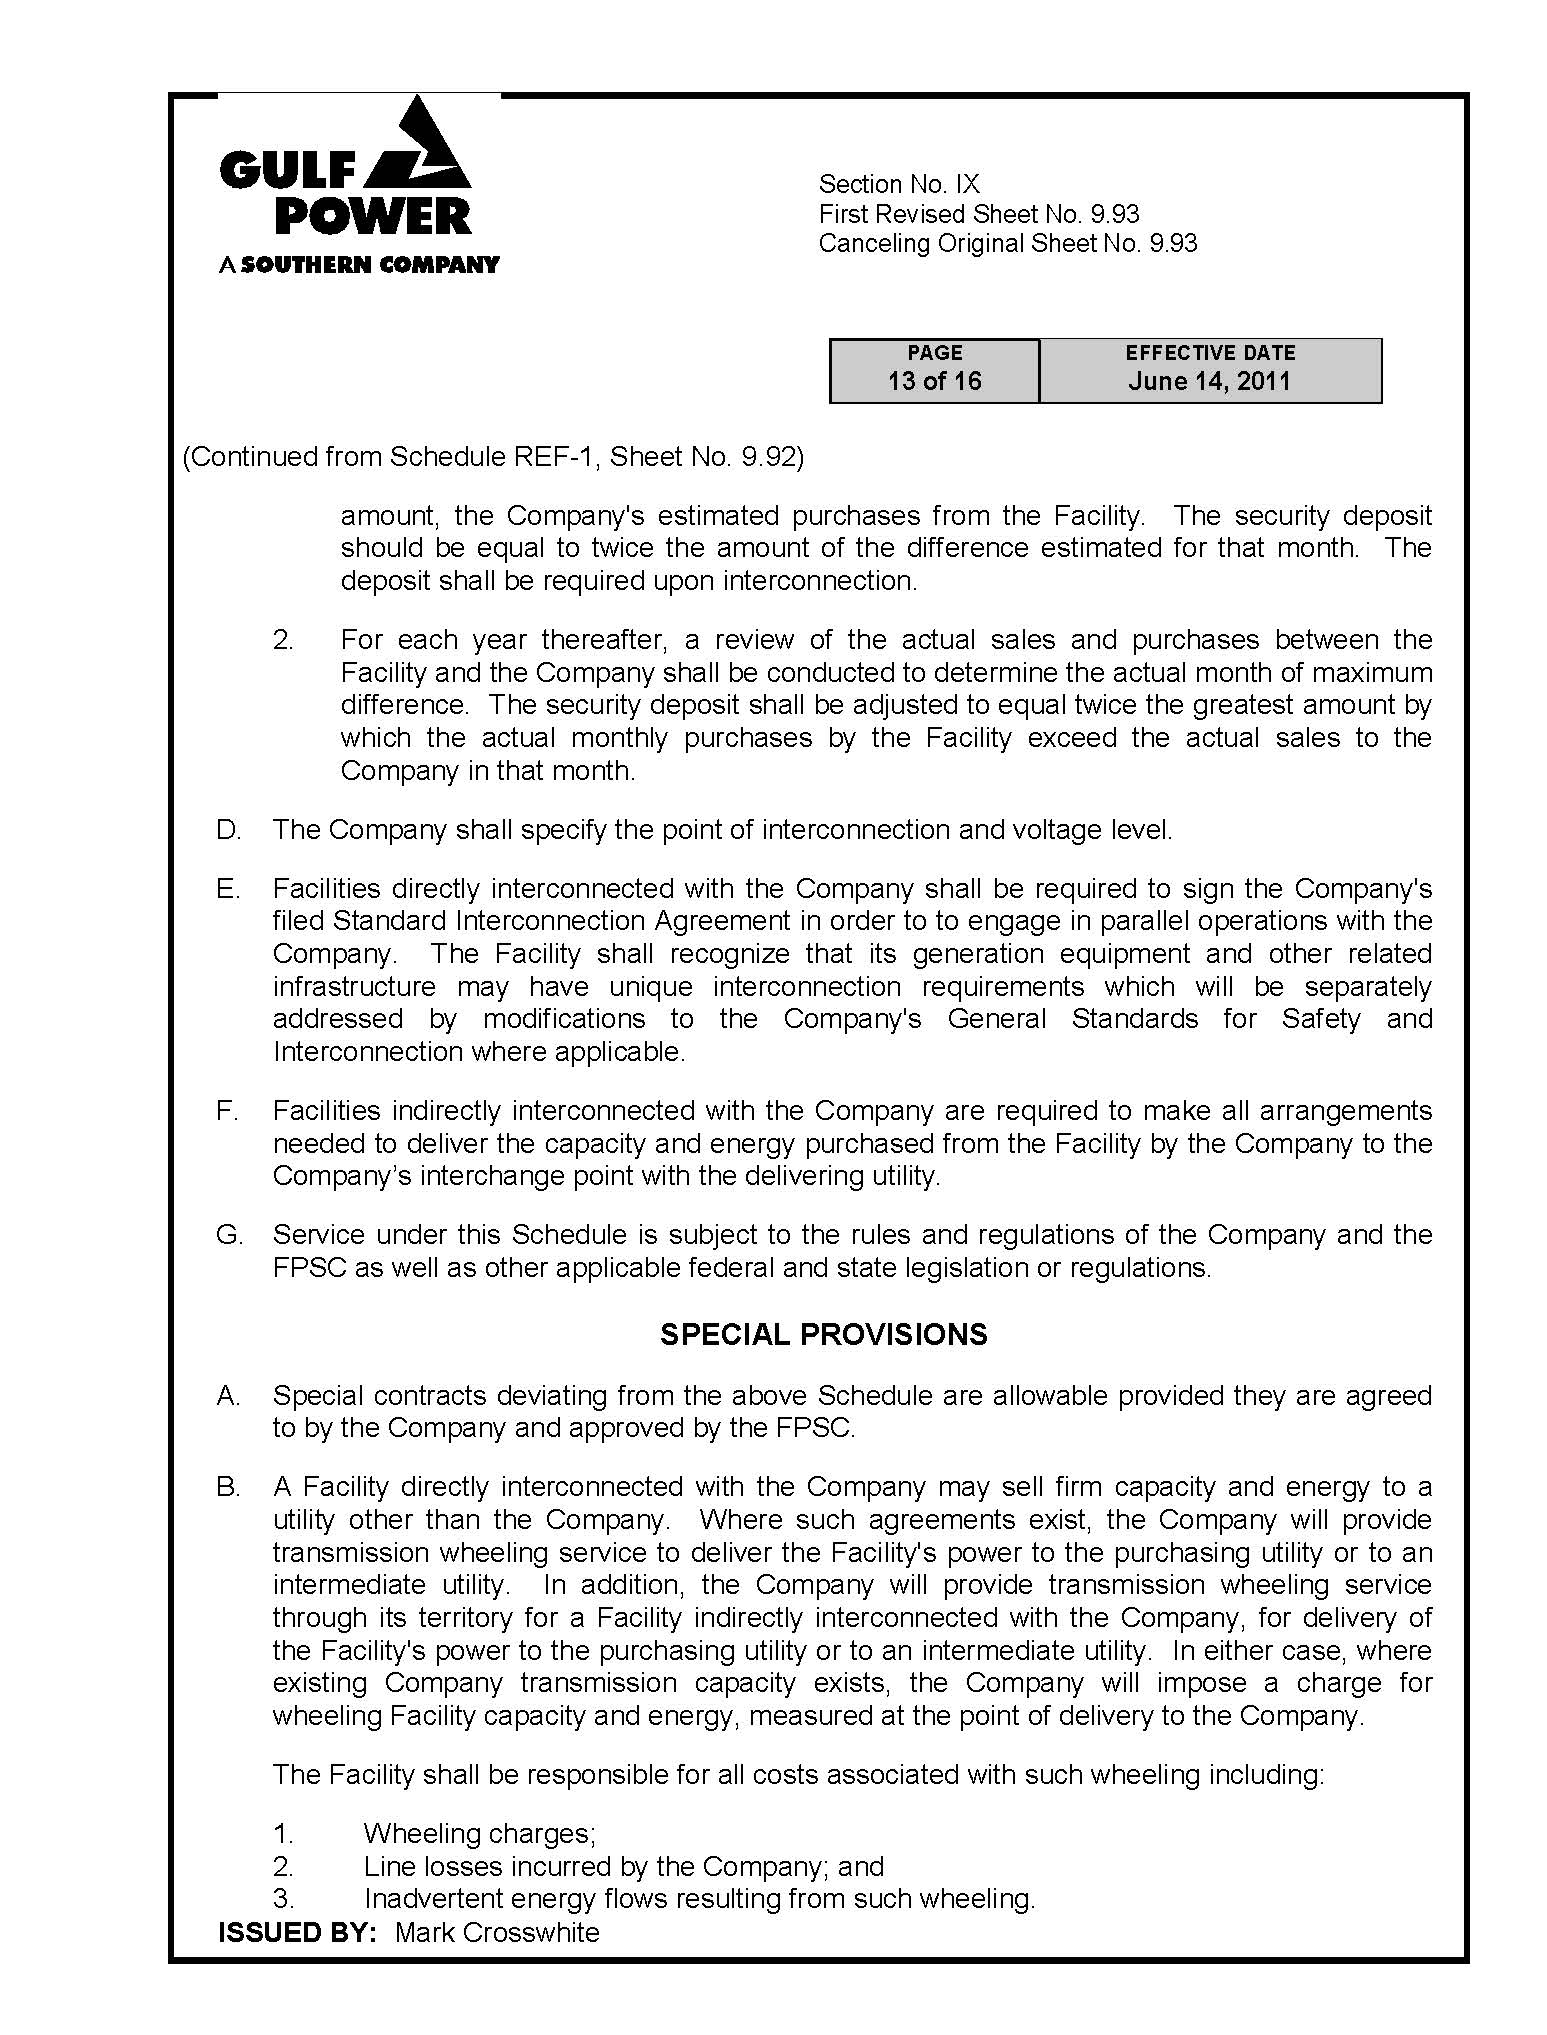 GULF
POWER
A SOUTHERN COMPANY
Section No. IX
First Revised Sheet No. 9.93
Canceling Original Sheet No. 9.93
PAGE
13 of 16
EFFECTIVE DATE
June 14, 2011
(Continued from Schedule REF-1, Sheet No. 9.92)
amount, the Company's estimated purchases from the Facility. The security deposit
should be equal to twice the amount of the difference estimated for that month. The
deposit shall be required upon interconnection.
2. For each year thereafter, a review of the actual sales and purchases between the
Facility and the Company shall be conducted to determine the actual month of maximum
difference. The security deposit shall be adjusted to equal twice the greatest amount by
which the actual monthly purchases by the Facility exceed the actual sales to the
Company in that month.
D. The Company shall specify the point of interconnection and voltage level.
E. Facilities directly interconnected with the Company shall be required to sign the Company's
filed Standard Interconnection Agreement in order to to engage in parallel operations with the
Company. The Facility shall recognize that its generation equipment and other related
infrastructure may have unique interconnection requirements which will be separately
addressed by modifications to the Company's General Standards for Safety and
Interconnection where applicable.
F. Facilities indirectly interconnected with the Company are required to make all arrangements
needed to deliver the capacity and energy purchased from the Facility by the Company to the
Company’s interchange point with the delivering utility.
G. Service under this Schedule is subject to the rules and regulations of the Company and the
FPSC as well as other applicable federal and state legislation or regulations.
SPECIAL PROVISIONS
A. Special contracts deviating from the above Schedule are allowable provided they are agreed
to by the Company and approved by the FPSC.
B. A Facility directly interconnected with the Company may sell firm capacity and energy to a
utility other than the Company. Where such agreements exist, the Company will provide
transmission wheeling service to deliver the Facility's power to the purchasing utility or to an
intermediate utility. In addition, the Company will provide transmission wheeling service
through its territory for a Facility indirectly interconnected with the Company, for delivery of
the Facility's power to the purchasing utility or to an intermediate utility. In either case, where
existing Company transmission capacity exists, the Company will impose a charge for
wheeling Facility capacity and energy, measured at the point of delivery to the Company.
The Facility shall be responsible for all costs associated with such wheeling including:
1. Wheeling charges;
2. Line losses incurred by the Company; and
3. Inadvertent energy flows resulting from such wheeling.
ISSUED BY: Mark Crosswhite